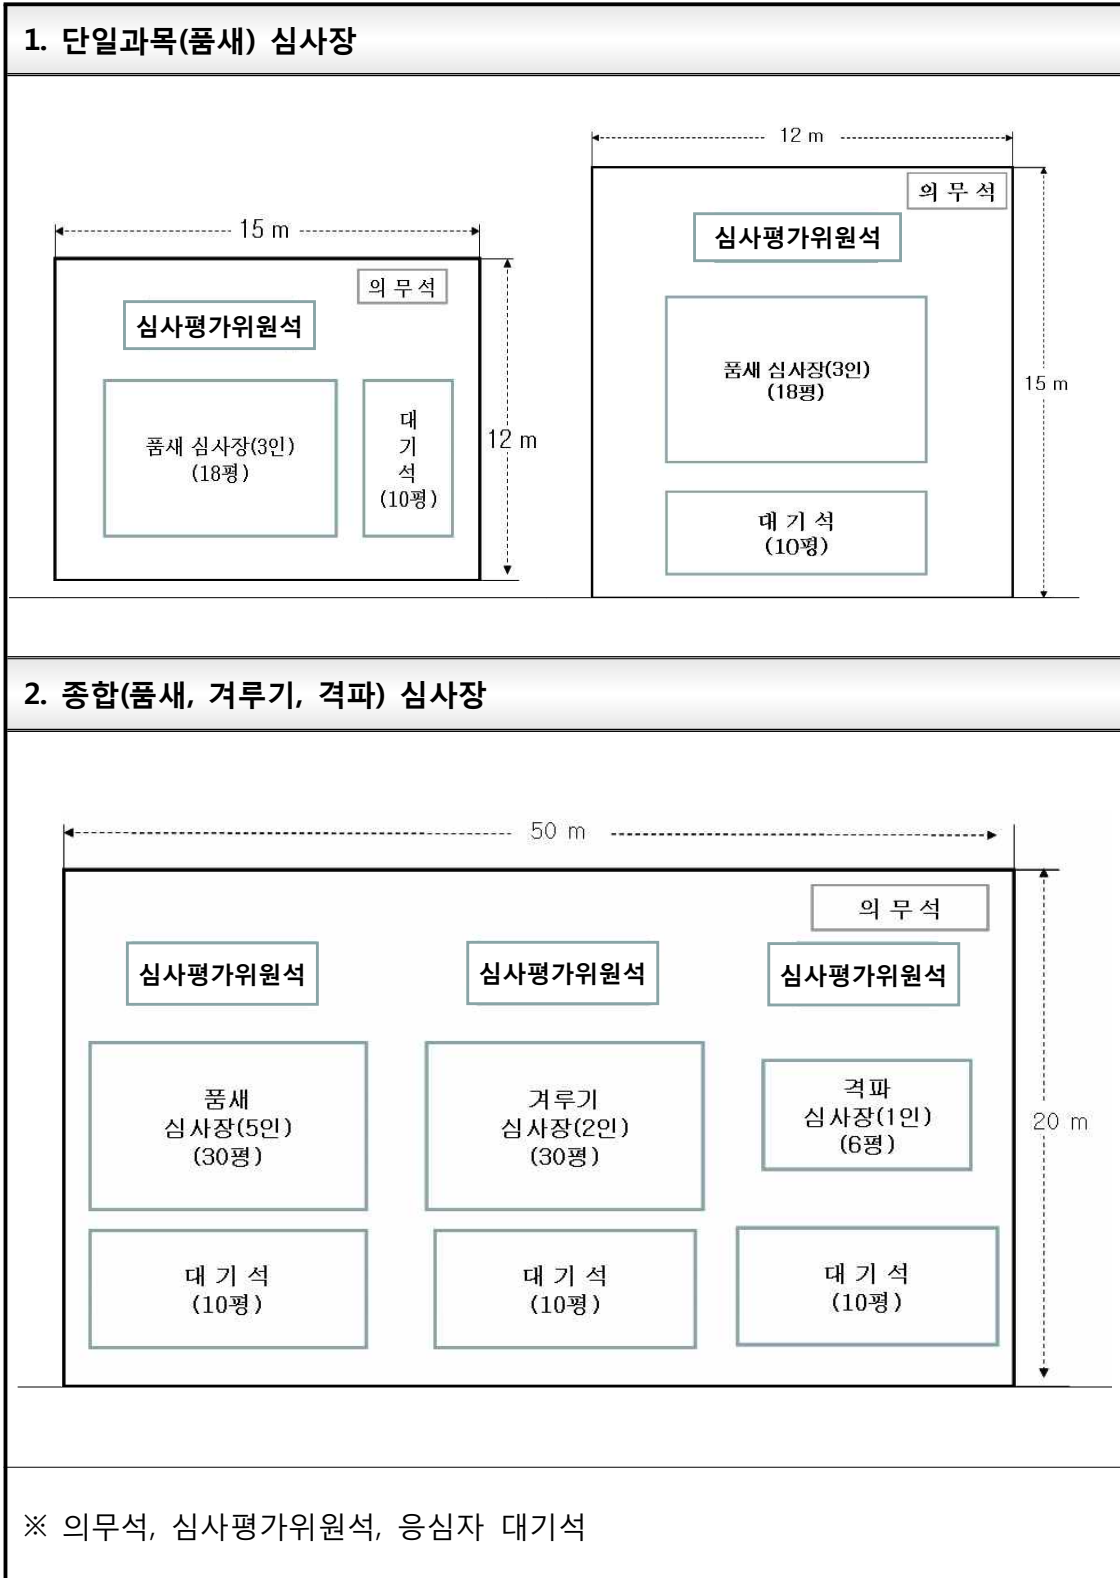 1. 단일과목(품새) 심사장
15 m
의 무 석
심사평가위원석
품새 심사장(3인)
(18평)
대
기
석
(10평)
12 m
12 m
의 무 석
심사평가위원석
품새 심사장(3인)
(18평)
대 기 석
(10평)
15 m
2. 종합(품새, 겨루기, 격파) 심사장
50 m
의 무 석
심사평가위원석
심사평가위원석
심사평가위원석
품새
심사장(5인)
(30평)
겨루기
심사장(2인)
(30평)
격파
심사장(1인)
(6평)
20 m
대 기 석
(10평)
대 기 석
(10평)
대 기 석
(10평)
※ 의무석, 심사평가위원석, 응심자 대기석